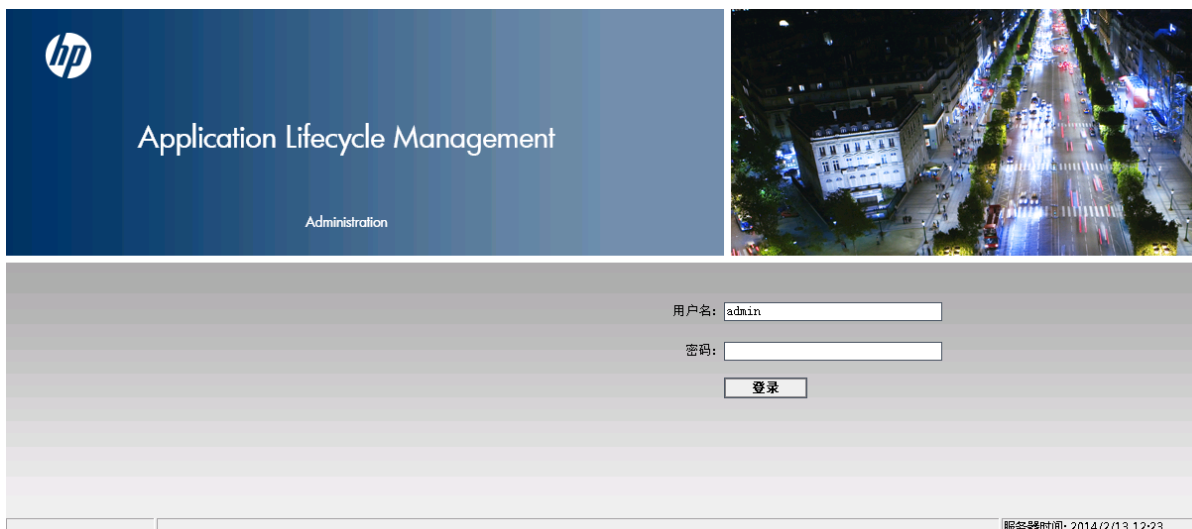 hp
Application Lifecycle Management
Administration
用户名: admin
密码:
登录
服务器时间: 2014/2/13 12:23